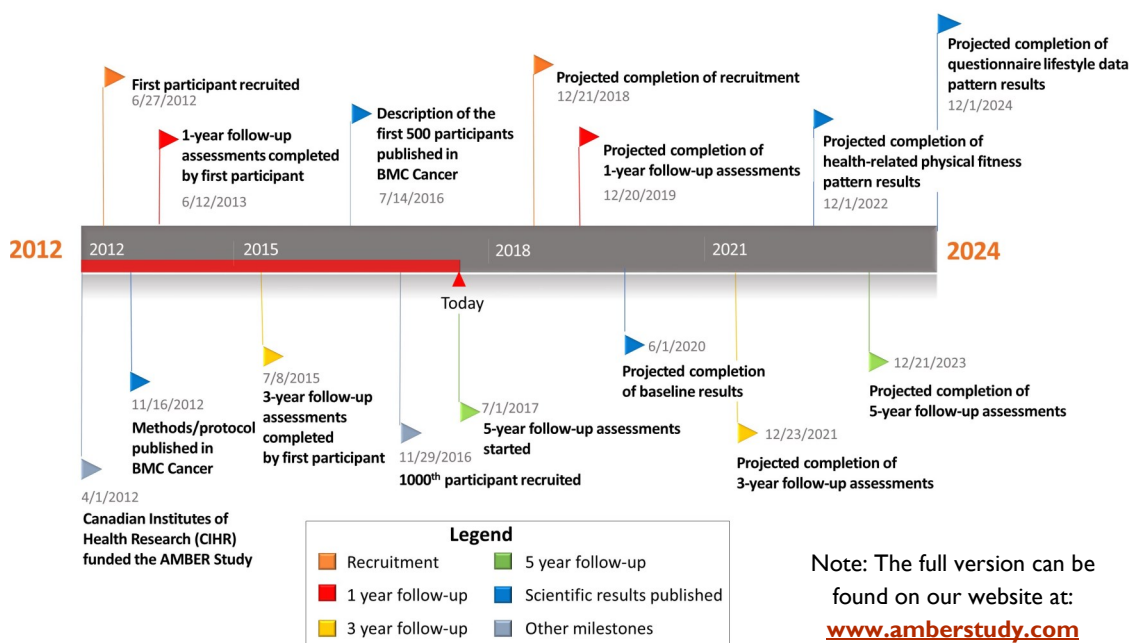 Projected completion of
questionnaire lifestyle data
pattern results
12/1/2024
First participant recruited
6/27/2012
Projected completion of recruitment
12/21/2018
1-year follow-up
assessments completed
by first participant
6/12/2013
Description of the
first 500 participants
published in
BMC Cancer
7/14/2016
Projected completion of
1-year follow-up assessments
12/20/2019
Projected completion of
health-related physical fitness
pattern results
12/1/2022
2012
2012
2015
2018
2021
2024
Today
4/1/2012
Canadian Institutes of
Health Research (CIHR)
funded the AMBER Study
11/16/2012
Methods/protocol
published in
BMC Cancer
7/8/2015
3-year follow-up
assessments
completed
by first participant
11/29/2016
1000th participant recruited
7/1/2017
5-year follow-up assessments
started
6/1/2020
Projected completion
of baseline results
12/23/2021
Projected completion of
3-year follow-up assessments
12/21/2023
Projected completion of
5-year follow-up assessments
Legend
Recruitment
1 year follow-up
3 year follow-up
5 year follow-up
Scientific results published
Other milestones
Note: The full version can be
found on our website at:
www.amberstudy.com